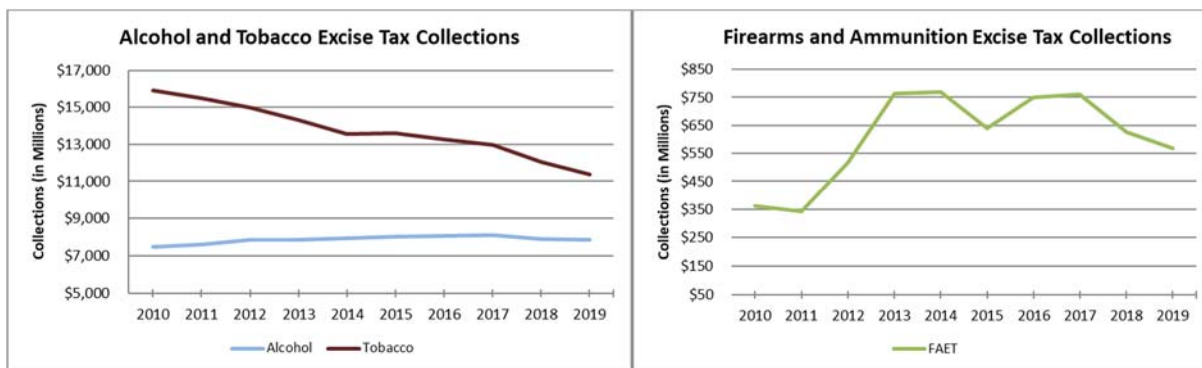 Alcohol and Tobacco Excise Tax Collections
Collections (in Millions)
$17,000
$15,000
$13,000
$11,000
$9,000
$7,000
$5,000
2010 2011 2012 2013 2014 2015 2016 2017 2018 2019
Alcohol Tobacco
Firearms and Ammunition Excise Tax Collections
Collections (in Millions)
$850
$750
$650
$550
$450
$350
$250
$150
$50
2010 2011 2012 2013 2014 2015 2016 2017 2018 2019
FAET